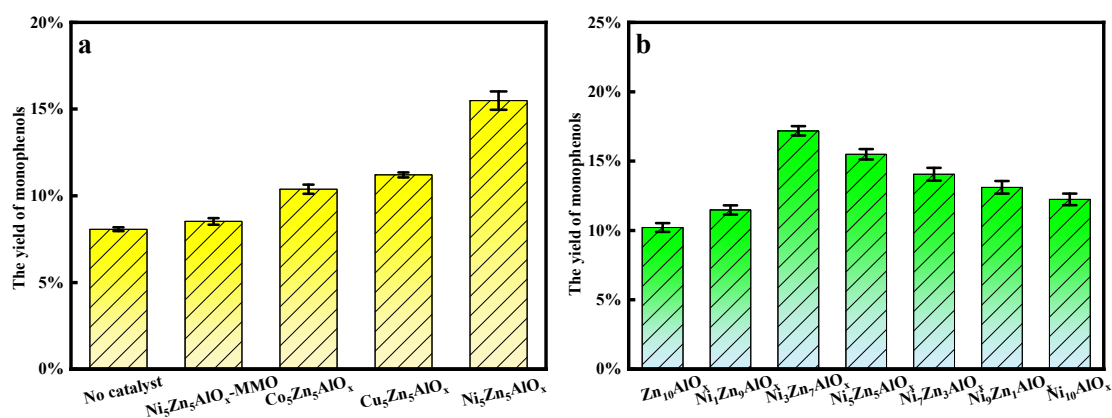 a
The yield of monophenols
20%
15%
10%
5%
0%
No catalyst
Ni₅Zn₅AlOₓ-MMO
Co₅Zn₅AlOₓ
Cu₅Zn₅AlOₓ
Ni₅Zn₅AlOₓ
b
The yield of monophenols
25%
20%
15%
10%
5%
0%
Zn₁₀AlOₓ
Ni₁Zn₉AlOₓ
Ni₃Zn₇AlOₓ
Ni₅Zn₅AlOₓ
Ni₇Zn₃AlOₓ
Ni₉Zn₁AlOₓ
Ni₁₀AlOₓ